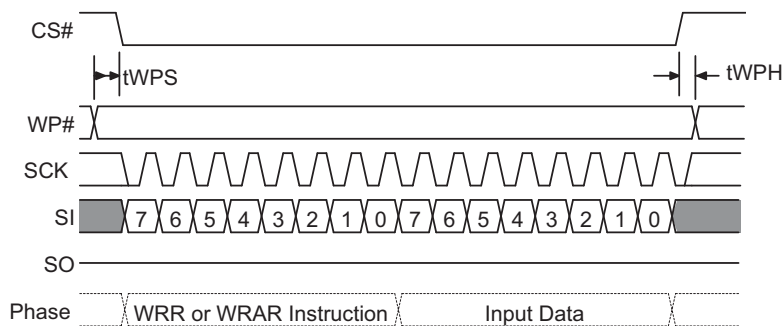 CS#
tWPS
tWPH
WP#
SCK
SI 7 6 5 4 3 2 1 0 7 6 5 4 3 2 1 0
SO
Phase WRR or WRAR Instruction Input Data